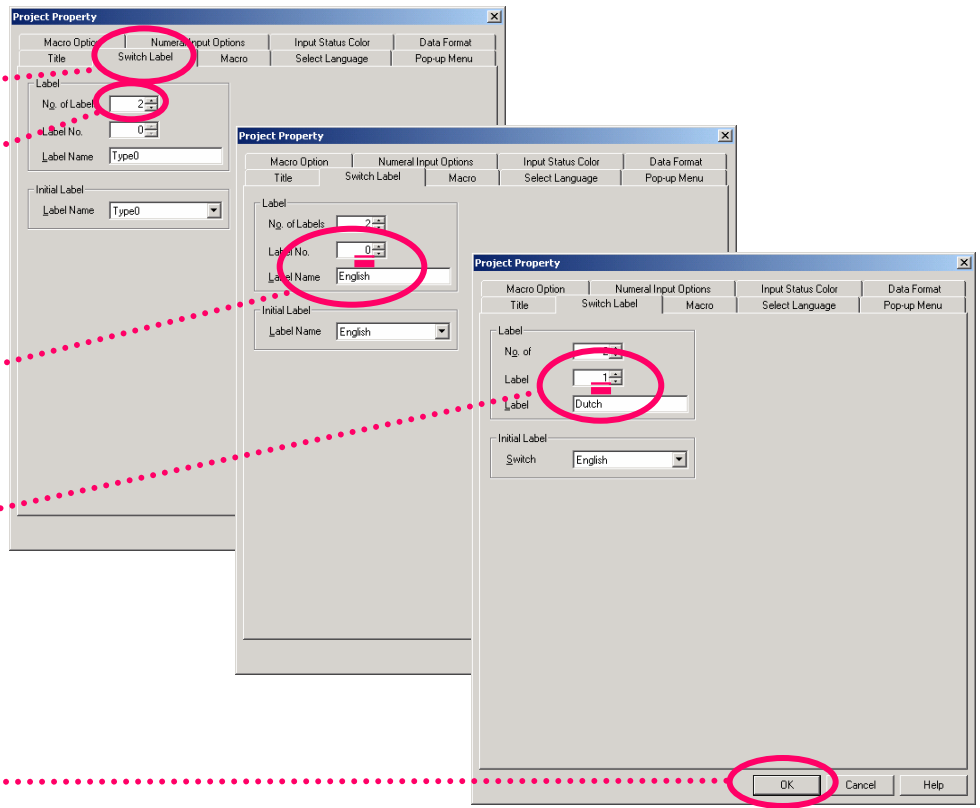 Project Property
Macro Option Numeral Input Options Input Status Color Data Format
Title Switch Label Macro Select Language Pop-up Menu
Label
No. of Labels 2
Label No. 0
Label Name Type0
Initial Label
Label Name Type0
Project Property
Macro Option Numeral Input Options Input Status Color Data Format
Title Switch Label Macro Select Language Pop-up Menu
Label
No. of Labels 2
Label No. 0
Label Name English
Initial Label
Label Name English
Project Property
Macro Option Numeral Input Options Input Status Color Data Format
Title Switch Label Macro Select Language Pop-up Menu
Label
No. of 2
Label 1
Label Dutch
Initial Label
Switch English
OK Cancel Help